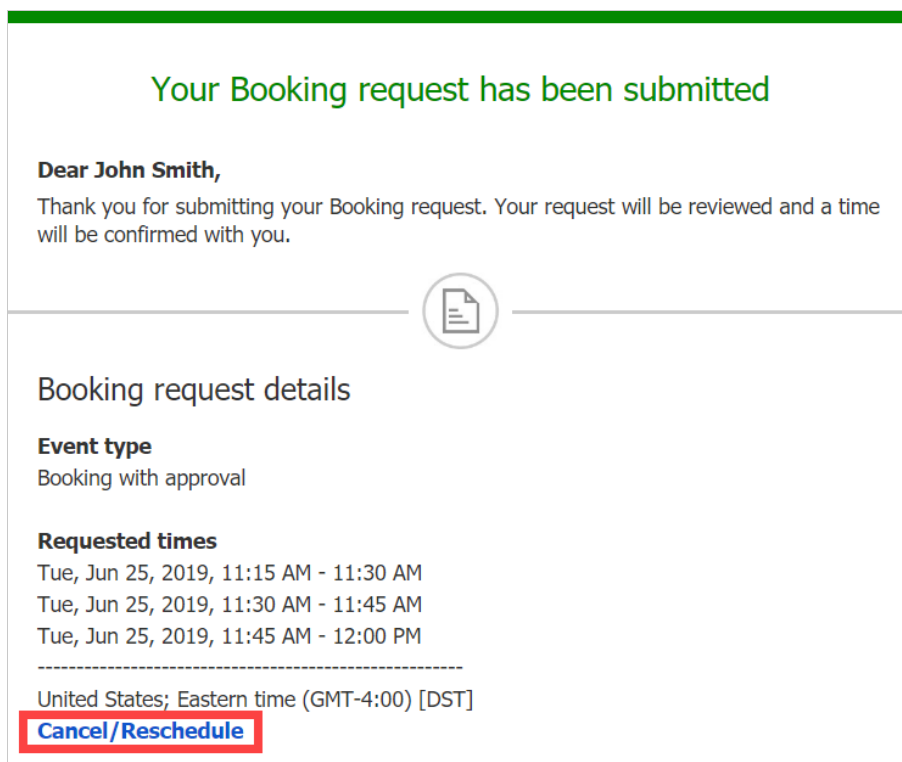 Your Booking request has been submitted
Dear John Smith,
Thank you for submitting your Booking request. Your request will be reviewed and a time
will be confirmed with you.
Booking request details
Event type
Booking with approval
Requested times
Tue, Jun 25, 2019, 11:15 AM - 11:30 AM
Tue, Jun 25, 2019, 11:30 AM - 11:45 AM
Tue, Jun 25, 2019, 11:45 AM - 12:00 PM
------------------------------------------------------
United States; Eastern time (GMT-4:00) [DST]
Cancel/Reschedule